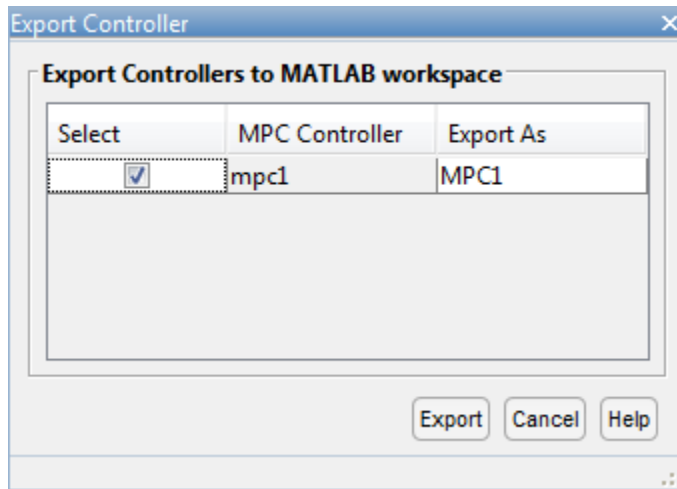 Export Controller
Export Controllers to MATLAB workspace
Select MPC Controller Export As
mpc1 MPC1
Export Cancel Help